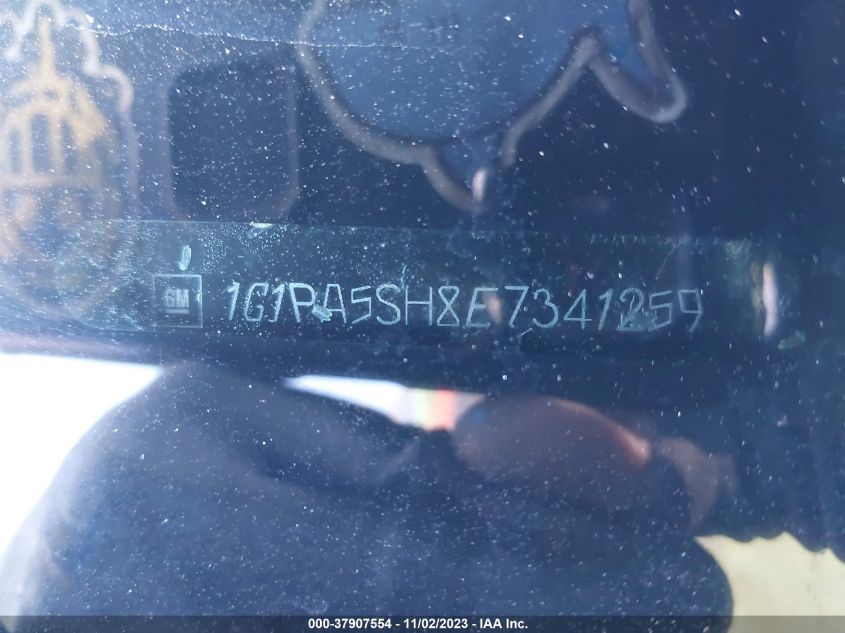 GM 1G1PA5SH8E7341259
000-37907554 - 11/02/2023 - IAA Inc.